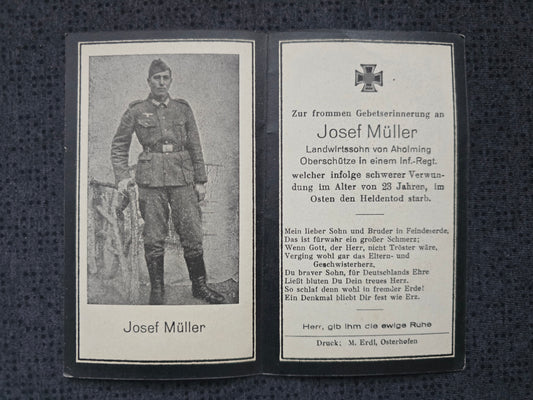 Josef Müller
Zur frommen Gebetserinnerung an
Josef Müller
Landwirtssohn von Aholming
Oberschütze in einem Inf.-Regt.
welcher infolge schwerer Verwun-
dung im Alter von 23 Jahren, im
Osten den Heldentod starb.
Mein lieber Sohn und Bruder in Feindeserde,
Das ist fürwahr ein großer Schmerz;
Wenn Gott, der Herr, nicht Tröster wäre,
Verging wohl gar das Eltern- und
Geschwisterherz.
Du braver Sohn, für Deutschlands Ehre
Ließt bluten Du Dein treues Herz.
So schlaf denn wohl in fremder Erde!
Ein Denkmal bleibt Dir fest wie Erz.
Herr, gib ihm die ewige Ruhe
Druck: M. Erdl, Osterhofen